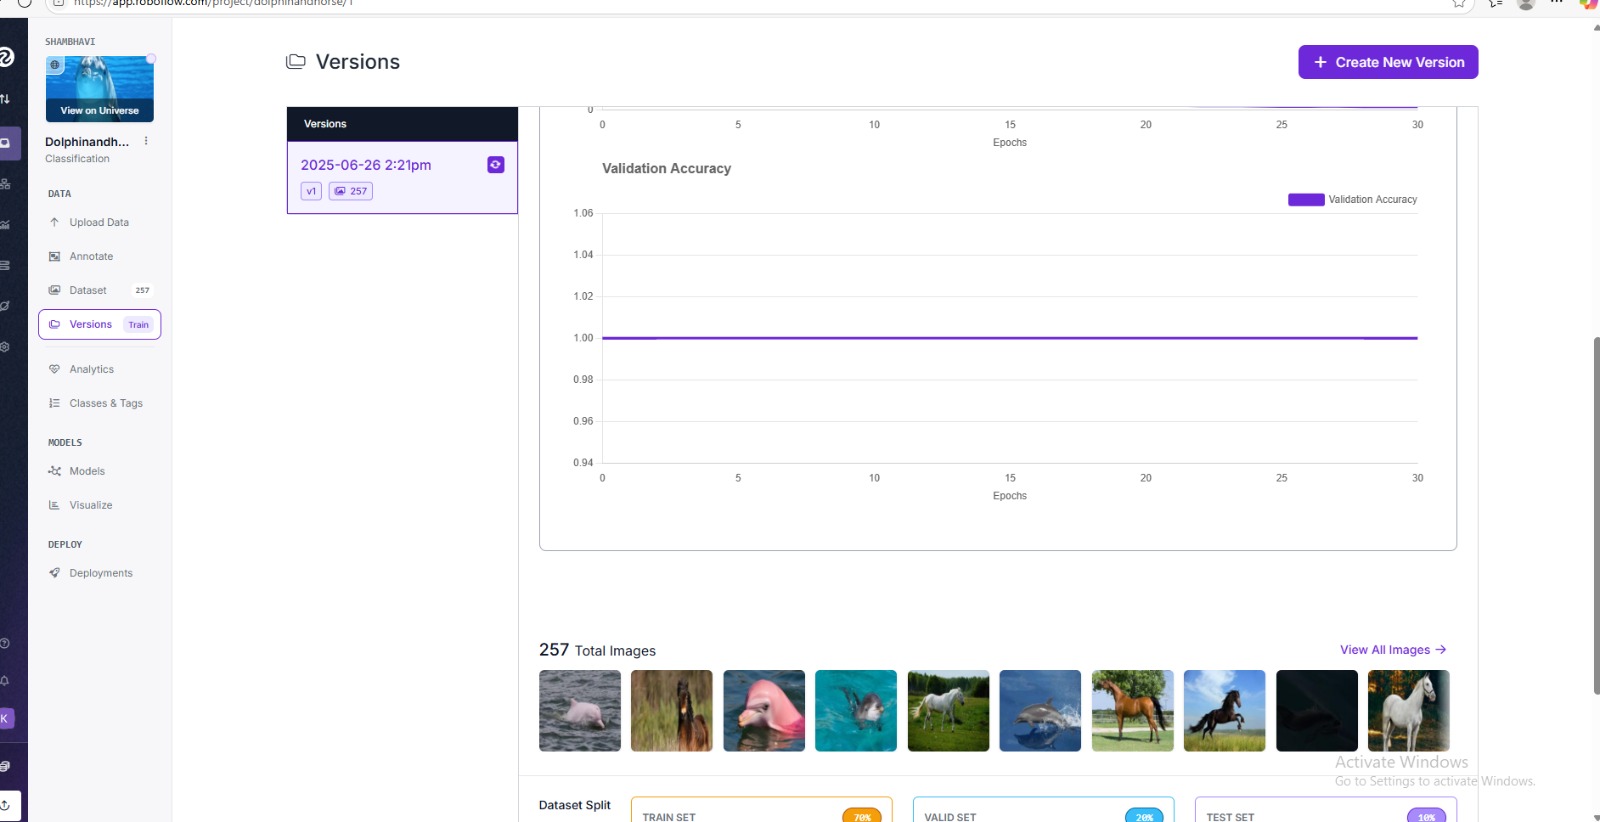 https://app.roboflow.com/project/dolphinandhorse/1
SHAMBHAVI
View on Universe
Dolphinandh...
Classification
DATA
Upload Data
Annotate
Dataset 257
Versions Train
Analytics
Classes & Tags
MODELS
Models
Visualize
DEPLOY
Deployments
K
Versions
+ Create New Version
Versions
2025-06-26 2:21pm
v1 257
0
0 5 10 15 20 25 30
Epochs
Validation Accuracy
Validation Accuracy
1.06
1.04
1.02
1.00
0.98
0.96
0.94
0 5 10 15 20 25 30
Epochs
257 Total Images
View All Images →
Activate Windows
Go to Settings to activate Windows.
Dataset Split
TRAIN SET 70%
VALID SET 20%
TEST SET 10%